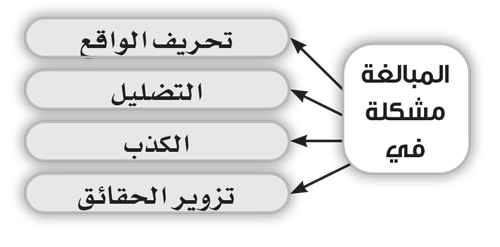 المبالغة
مشكلة
في
تحريف الواقع
التضليل
الكذب
تزوير الحقائق